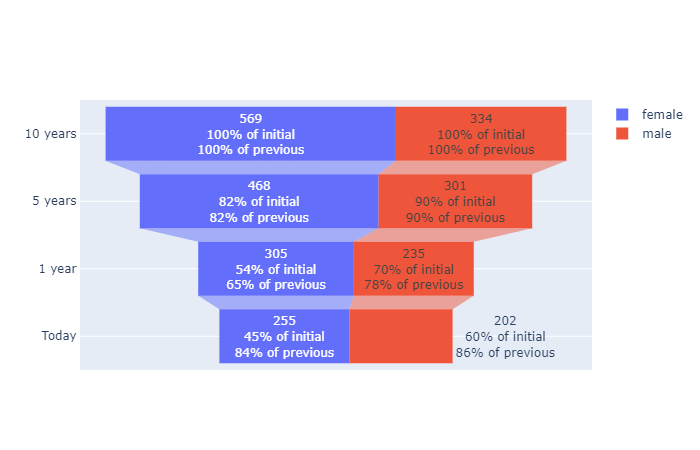 10 years
569
100% of initial
100% of previous
334
100% of initial
100% of previous
5 years
468
82% of initial
82% of previous
301
90% of initial
90% of previous
1 year
305
54% of initial
65% of previous
235
70% of initial
78% of previous
Today
255
45% of initial
84% of previous
202
60% of initial
86% of previous
female
male